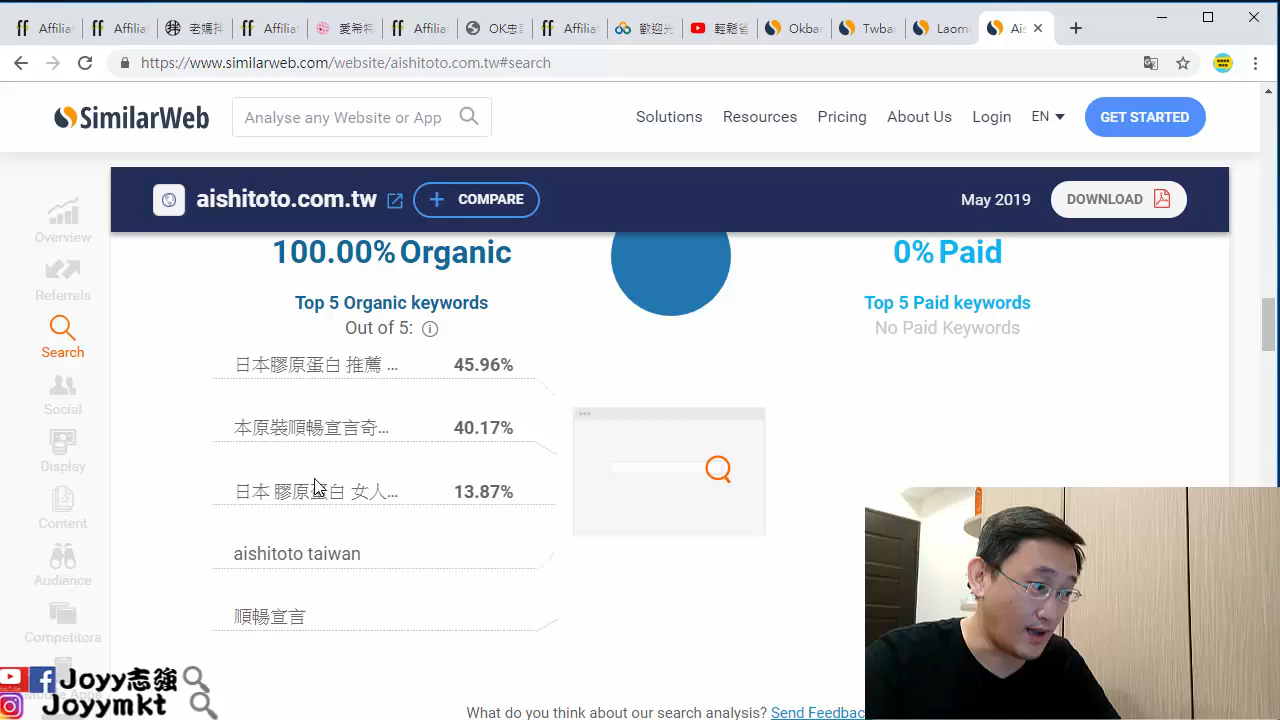 Affilia
Affilia
老媽拌
Affilia
愛希特
Affilia
OK忠訓
Affilia
歡迎光
輕鬆省
Okba
Twba
Laom
Ais
https://www.similarweb.com/website/aishitoto.com.tw#search
SimilarWeb
Analyse any Website or App
Solutions
Resources
Pricing
About Us
Login
EN
GET STARTED
aishitoto.com.tw
+ COMPARE
May 2019
DOWNLOAD
Overview
Referrals
Search
Social
Display
Content
Audience
Competitors
100.00% Organic
Top 5 Organic keywords
Out of 5:
日本膠原蛋白 推薦 ... 45.96%
本原裝順暢宣言奇... 40.17%
日本 膠原蛋白 女人... 13.87%
aishitoto taiwan
順暢宣言
0% Paid
Top 5 Paid keywords
No Paid Keywords
What do you think about our search analysis? Send Feedbac
Joyy志強
Joyymkt